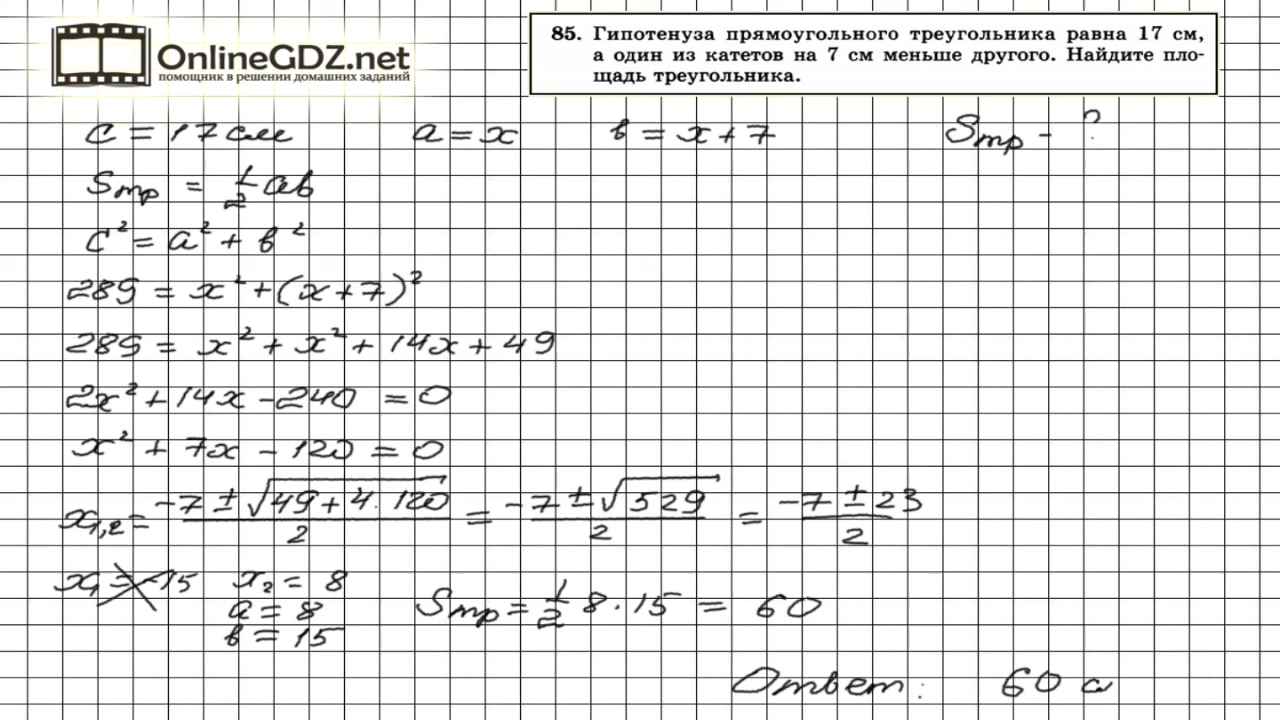 OnlineGDZ.net
помощник в решении домашних заданий
85. Гипотенуза прямоугольного треугольника равна 17 см,
а один из катетов на 7 см меньше другого. Найдите пло-
щадь треугольника.
c = 17 см a = x b = x + 7 Sтр - ?
Sтр = 1/2 ab
c² = a² + b²
289 = x² + (x + 7)²
289 = x² + x² + 14x + 49
2x² + 14x - 240 = 0
x² + 7x - 120 = 0
x₁,₂ = (-7 ± √(49 + 4·120))/2 = (-7 ± √529)/2 = (-7 ± 23)/2
x₁ = -15 x₂ = 8
a = 8
b = 15
Sтр = 1/2 8 · 15 = 60
Ответ: 60 с